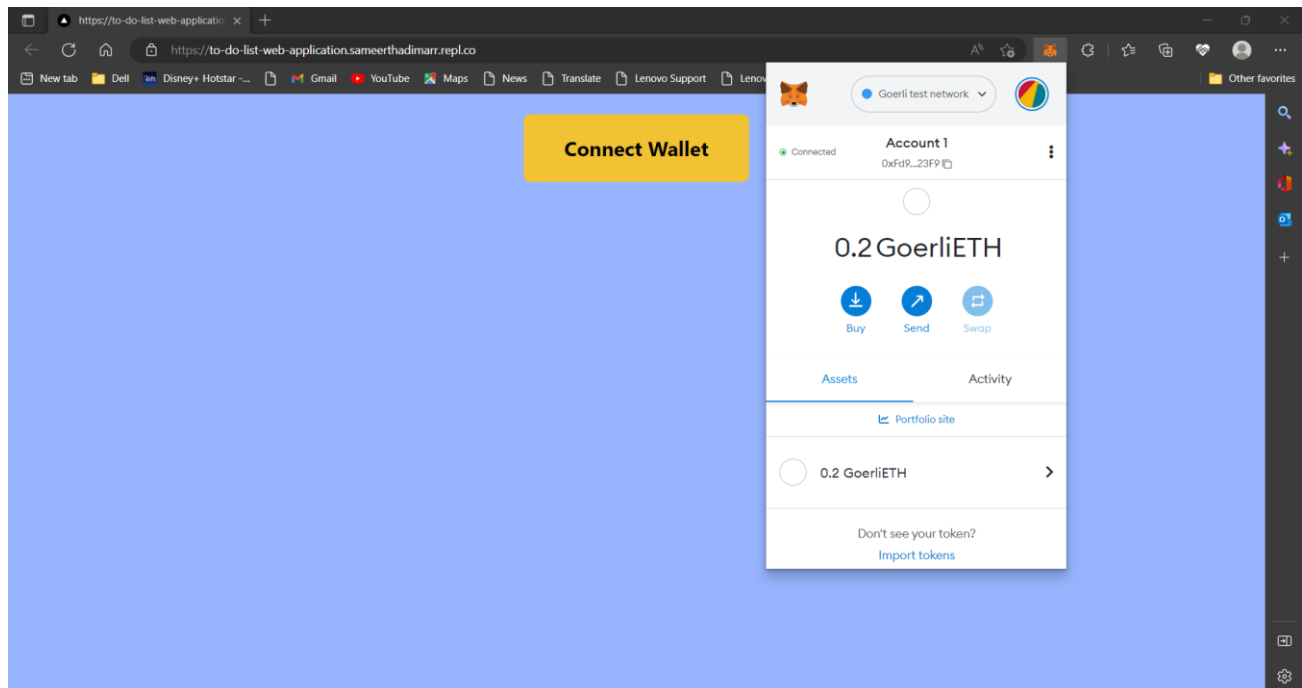 https://to-do-list-web-applicatio
https://to-do-list-web-application.sameerthadimarr.repl.co
New tab Dell Disney+ Hotstar -... Gmail YouTube Maps News Translate Lenovo Support Lenov Other favorites
Connect Wallet
Goerli test network
Connected
Account 1
0xFd9...23F9
0.2 GoerliETH
Buy Send Swap
Assets Activity
Portfolio site
0.2 GoerliETH
Don't see your token?
Import tokens